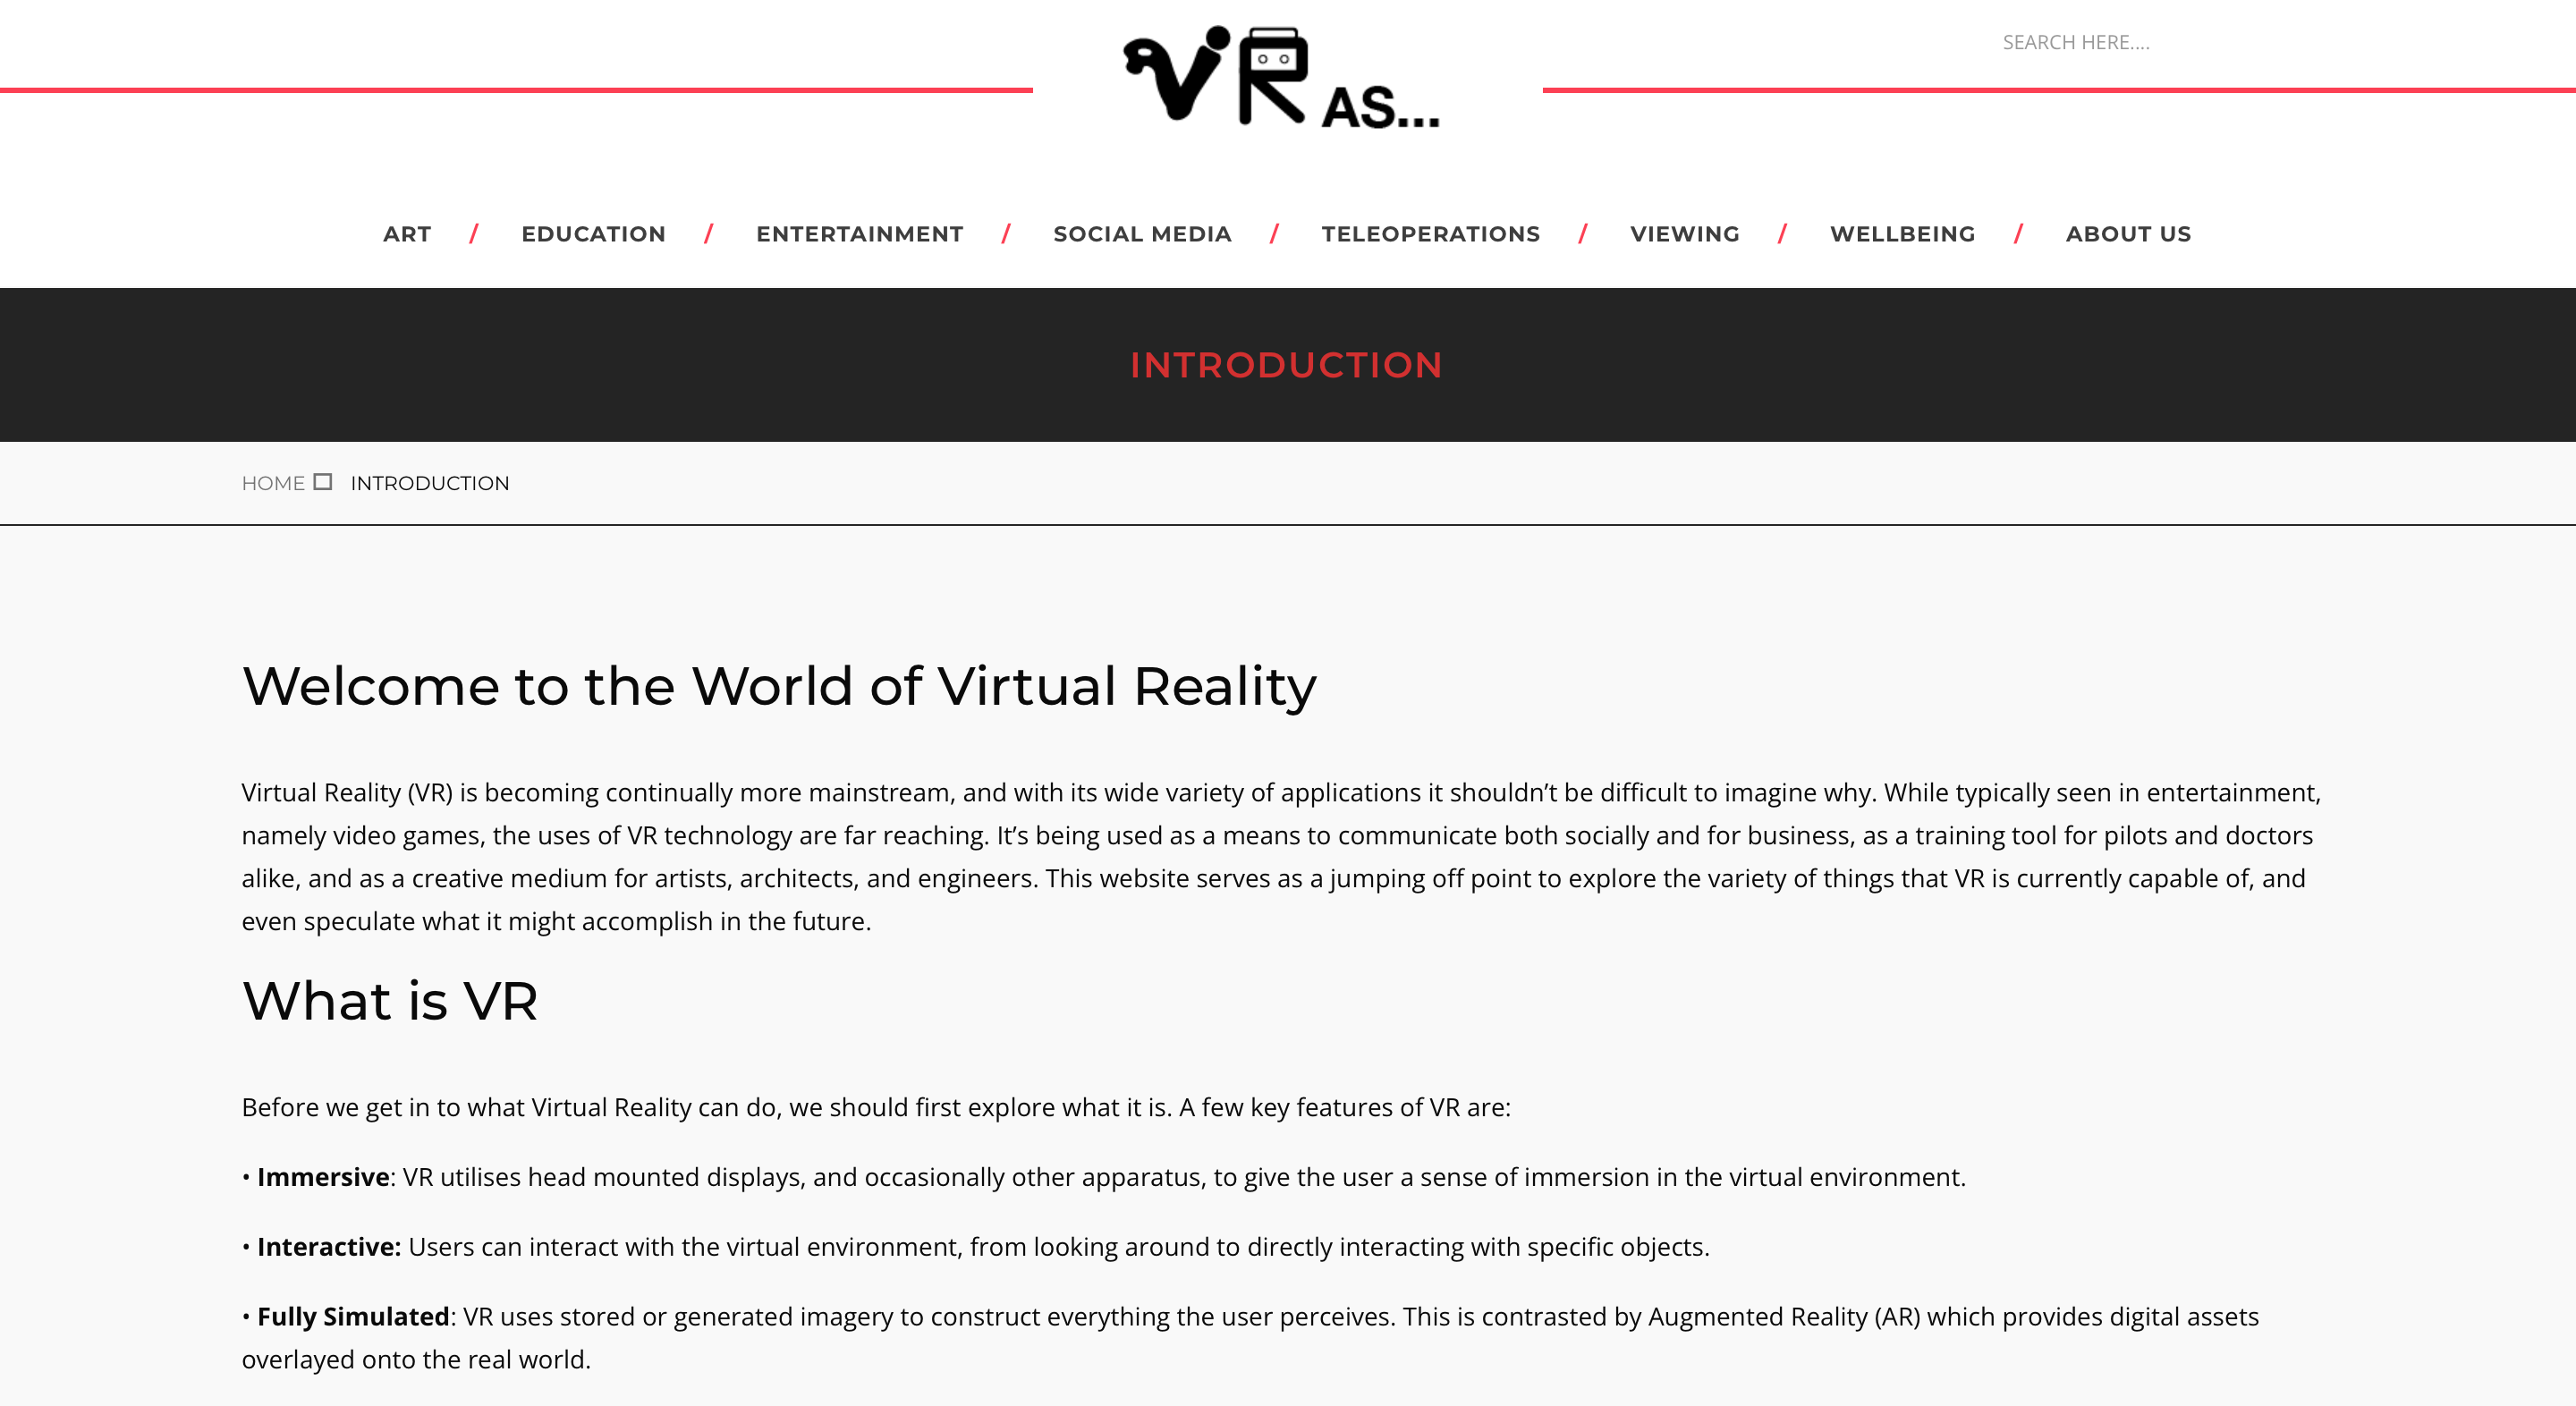 VR AS...
SEARCH HERE....
ART / EDUCATION / ENTERTAINMENT / SOCIAL MEDIA / TELEOPERATIONS / VIEWING / WELLBEING / ABOUT US
INTRODUCTION
HOME INTRODUCTION
Welcome to the World of Virtual Reality
Virtual Reality (VR) is becoming continually more mainstream, and with its wide variety of applications it shouldn’t be difficult to imagine why. While typically seen in entertainment,
namely video games, the uses of VR technology are far reaching. It’s being used as a means to communicate both socially and for business, as a training tool for pilots and doctors
alike, and as a creative medium for artists, architects, and engineers. This website serves as a jumping off point to explore the variety of things that VR is currently capable of, and
even speculate what it might accomplish in the future.
What is VR
Before we get in to what Virtual Reality can do, we should first explore what it is. A few key features of VR are:
• Immersive: VR utilises head mounted displays, and occasionally other apparatus, to give the user a sense of immersion in the virtual environment.
• Interactive: Users can interact with the virtual environment, from looking around to directly interacting with specific objects.
• Fully Simulated: VR uses stored or generated imagery to construct everything the user perceives. This is contrasted by Augmented Reality (AR) which provides digital assets
overlayed onto the real world.